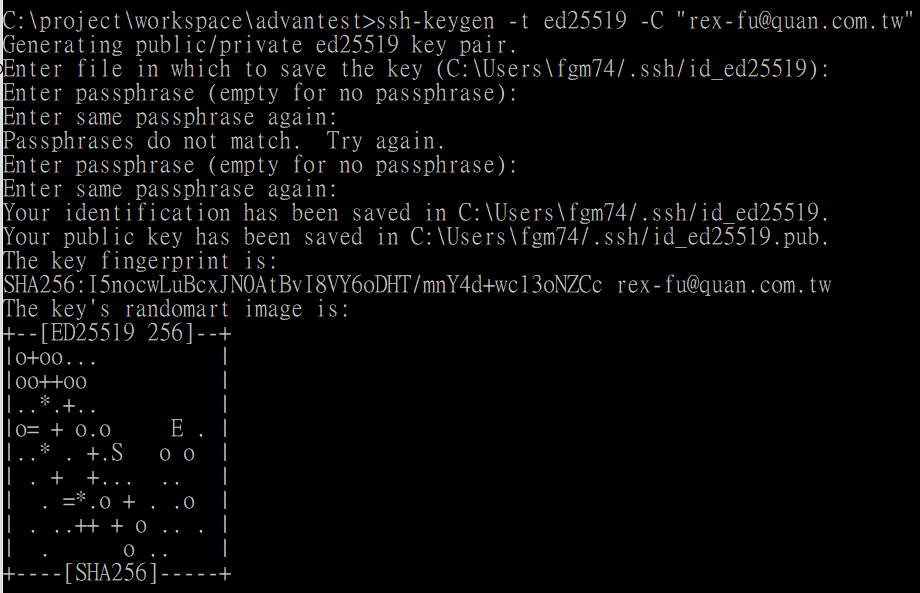 C:\project\workspace\advantest>ssh-keygen -t ed25519 -C "rex-fu@quan.com.tw"
Generating public/private ed25519 key pair.
Enter file in which to save the key (C:\Users\fgm74/.ssh/id_ed25519):
Enter passphrase (empty for no passphrase):
Enter same passphrase again:
Passphrases do not match.  Try again.
Enter passphrase (empty for no passphrase):
Enter same passphrase again:
Your identification has been saved in C:\Users\fgm74/.ssh/id_ed25519.
Your public key has been saved in C:\Users\fgm74/.ssh/id_ed25519.pub.
The key fingerprint is:
SHA256:I5nocwLuBcxJN0AtBvI8VY6oDHT/mnY4d+wc13oNZCc rex-fu@quan.com.tw
The key's randomart image is:
+--[ED25519 256]--+
|o+oo...          |
|oo++oo           |
|..*.+..          |
|o= + o.o     E . |
|..* . +.S   o o  |
| . +  +...  ..   |
|  . =*.o + . .o  |
| . ..++ + o .. . |
|  .      o ..    |
+----[SHA256]-----+